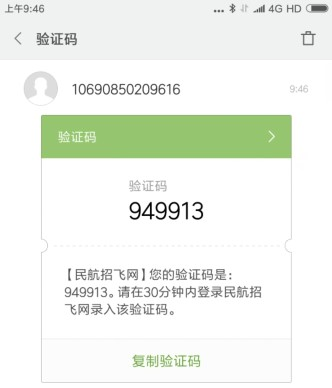 上午9:46
... 4G HD
验证码
10690850209616
9:46
验证码
验证码
949913
【民航招飞网】您的验证码是：
949913。请在30分钟内登录民航招
飞网录入该验证码。
复制验证码